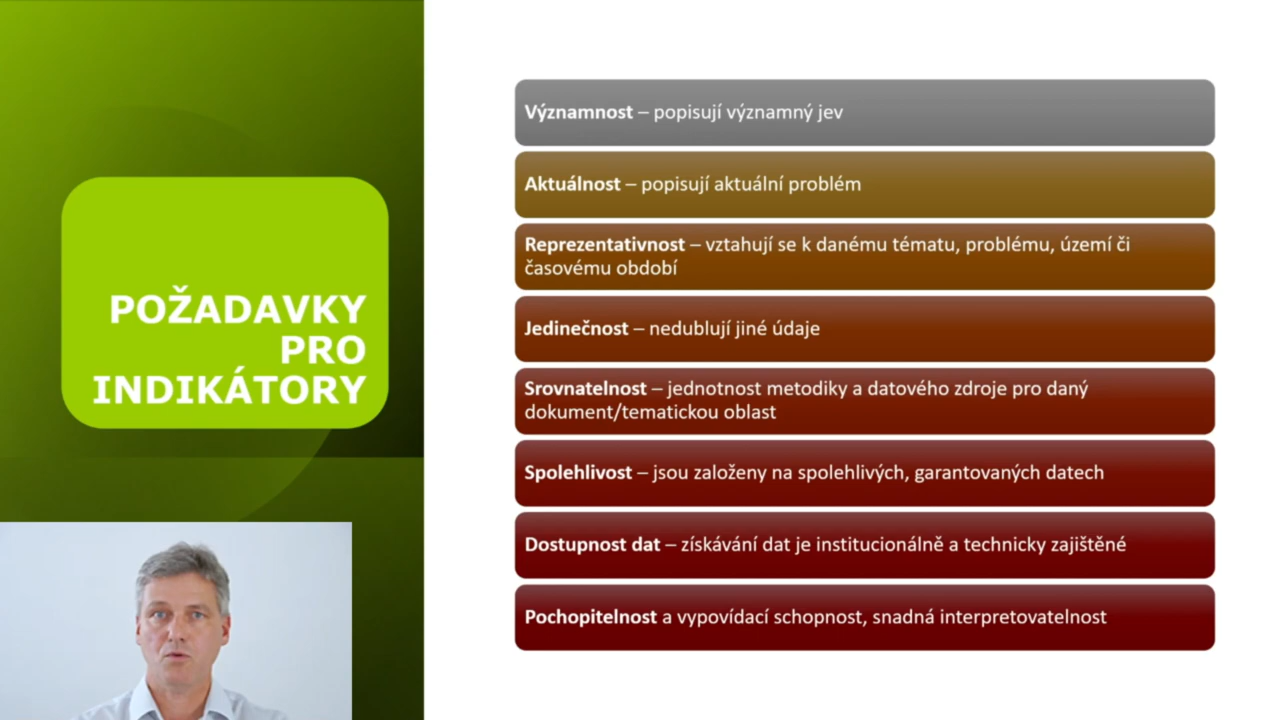 POŽADAVKY
PRO
INDIKÁTORY
Významnost – popisují významný jev
Aktuálnost – popisují aktuální problém
Reprezentativnost – vztahují se k danému tématu, problému, území či
časovému období
Jedinečnost – nedublují jiné údaje
Srovnatelnost – jednotnost metodiky a datového zdroje pro daný
dokument/tematickou oblast
Spolehlivost – jsou založeny na spolehlivých, garantovaných datech
Dostupnost dat – získávání dat je institucionálně a technicky zajištěné
Pochopitelnost a vypovídací schopnost, snadná interpretovatelnost